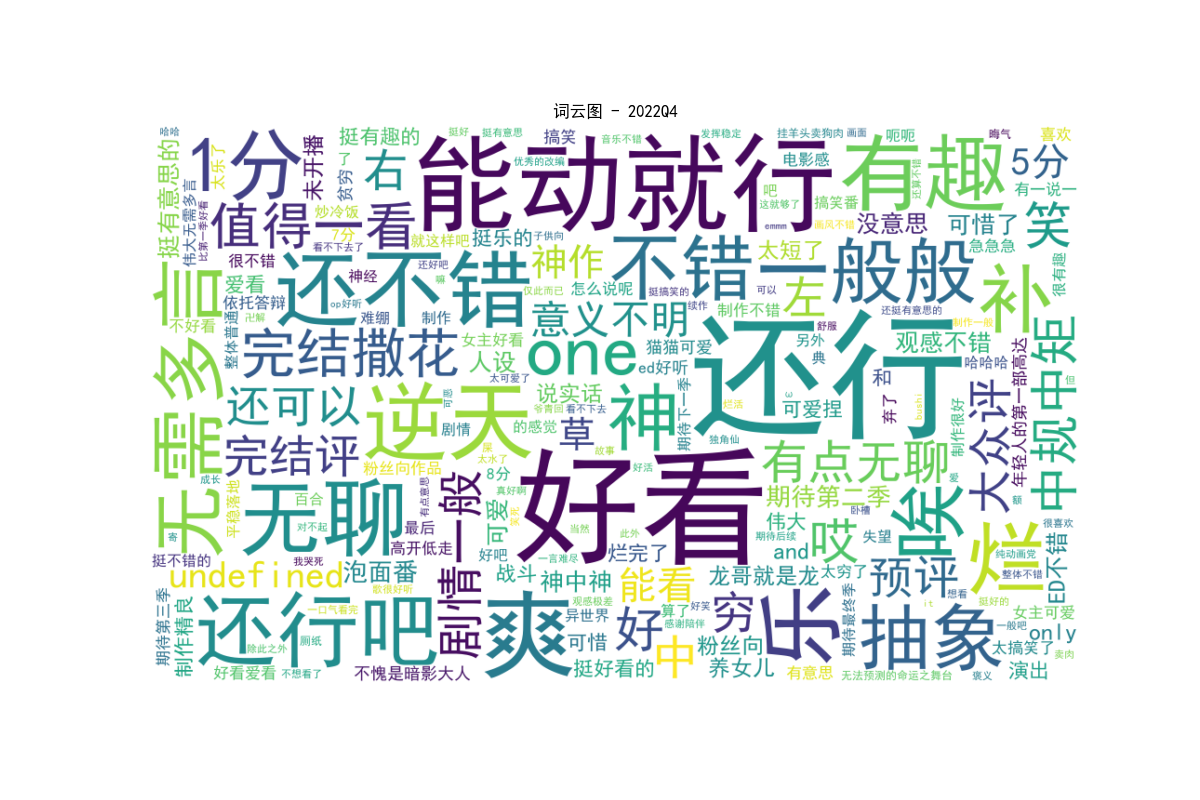 词云图 - 2022Q4
哈哈
挺有趣的
挺好
挺有意思
搞笑
音乐不错
发挥稳定
挂羊头卖狗肉
画面
呃呃
晦气
喜欢
1分
能动就行
有趣
5分
挺有意思的
太乐了
未开播
了
贫穷
右
优秀的改编
电影感
还算不错
有一说一
伟大无需多言
比第一季好看
值得一看
炒冷饭
7分
看不下去了
就这样吧
挺乐的
子供向
吧
这就够了
搞笑番
emmm
画风不错
没意思
可惜了
笑
急急急
很不错
神经
还好吧
神作
怎么说呢
不错
太短了
一般般
很有趣
无需多言
爱看
依托答辩
op好听
还不错
仅此而已
挺搞笑的
可以
左
补
不好看
卍解
难绷
制作
续作
制作不错
还挺有意思的
制作一般
整体普通
完结撒花
女主好看
意义不明
舒服
另外
观感不错
人设
one
猫猫可爱
ed好听
典
和
哈哈哈
年轻人的第一部高达
中规中矩
但
还可以
太可爱了
可恶
逆天
说实话
爷青回
看不下去
神
期待下一季
烂活
还行
可爱捏
弃了
bushi
大众评
完结评
剧情
的感觉
草
独角仙
制作很好
粉丝向作品
太水了
故事
好看
好活
有点无聊
成长
平稳落地
无聊
百合
有点意思
8分
真好啊
期待第二季
唉
烂
对不起
最后
剧情一般
可爱
当然
此外
伟大
卧槽
期待后续
哎
失望
很喜欢
挺不错的
我哭死
高开低走
好吧
一言难尽
烂完了
and
纯动画党
ED不错
undefined
泡面番
战斗
神中神
能看
龙哥就是龙
太穷了
预评
整体不错
歌很好听
期待第三季
制作精良
还行吧
一口气看完
爽
观感极差
异世界
好
算了
好笑
感谢陪伴
穷
乐
期待最终季
抽象
it
想看
挺好的
女主可爱
一般吧
only
厕纸
除此之外
可惜
中
粉丝向
太搞笑了
卖肉
好看爱看
不想看了
不愧是暗影大人
挺好看的
养女儿
有意思
无法预测的命运之舞台
褒义
演出